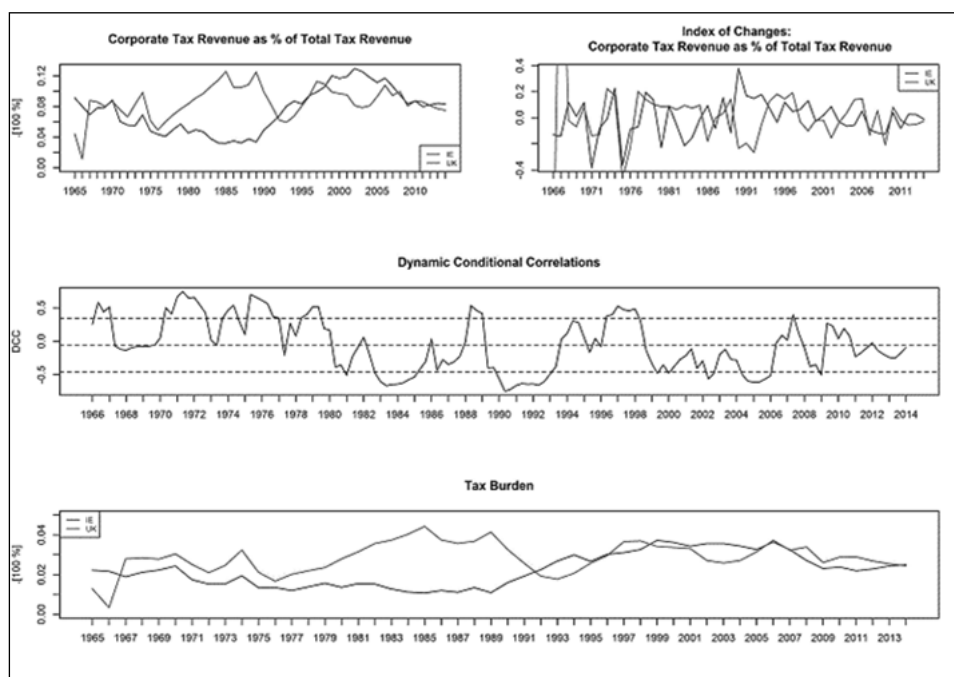 Corporate Tax Revenue as % of Total Tax Revenue
.[100 %]
0.00 0.04 0.08 0.12
IE
UK
1965 1970 1975 1980 1985 1990 1995 2000 2005 2010
Index of Changes:
Corporate Tax Revenue as % of Total Tax Revenue
-0.4 0.0 0.2 0.4
IE
UK
1966 1971 1976 1981 1986 1991 1996 2001 2006 2011
Dynamic Conditional Correlations
DCC
-0.5 0.0 0.5
1966 1968 1970 1972 1974 1976 1978 1980 1982 1984 1986 1988 1990 1992 1994 1996 1998 2000 2002 2004 2006 2008 2010 2012 2014
Tax Burden
.[100 %]
0.00 0.02 0.04
IE
UK
1965 1967 1969 1971 1973 1975 1977 1979 1981 1983 1985 1987 1989 1991 1993 1995 1997 1999 2001 2003 2005 2007 2009 2011 2013